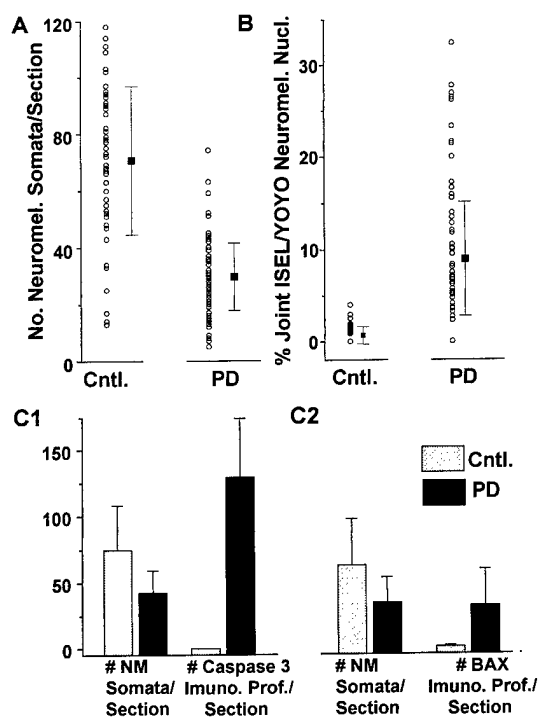 A
No. Neuromel. Somata/Section
120
80
40
0
Cntl.
PD
B
% Joint ISEL/YOYO Neuromel. Nucl.
30
20
10
0
Cntl.
PD
C1
150
125
75
50
0
# NM
Somata/
Section
# Caspase 3
Imuno. Prof./
Section
C2
Cntl.
PD
# NM
Somata/
Section
# BAX
Imuno. Prof./
Section